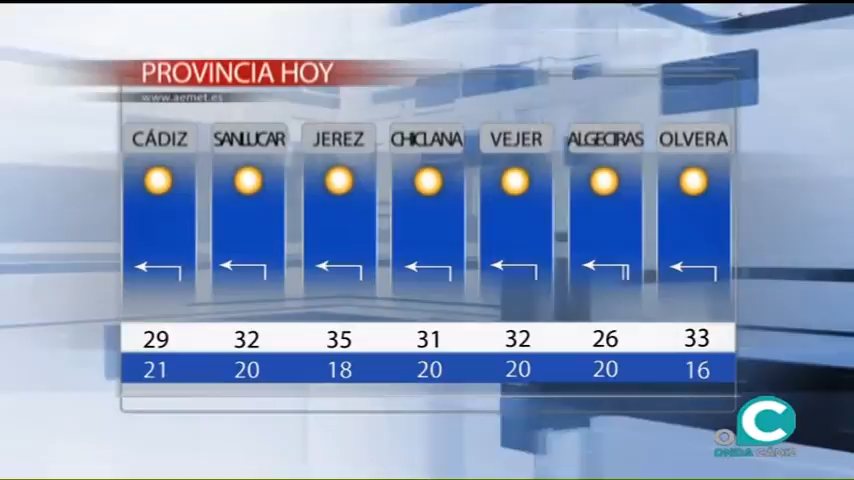 PROVINCIA HOY
www.aemet.es
CÁDIZ SANLUCAR JEREZ CHICLANA VEJER ALGECIRAS OLVERA
29 32 35 31 32 26 33
21 20 18 20 20 20 16
C
ONDA CÁDIZ